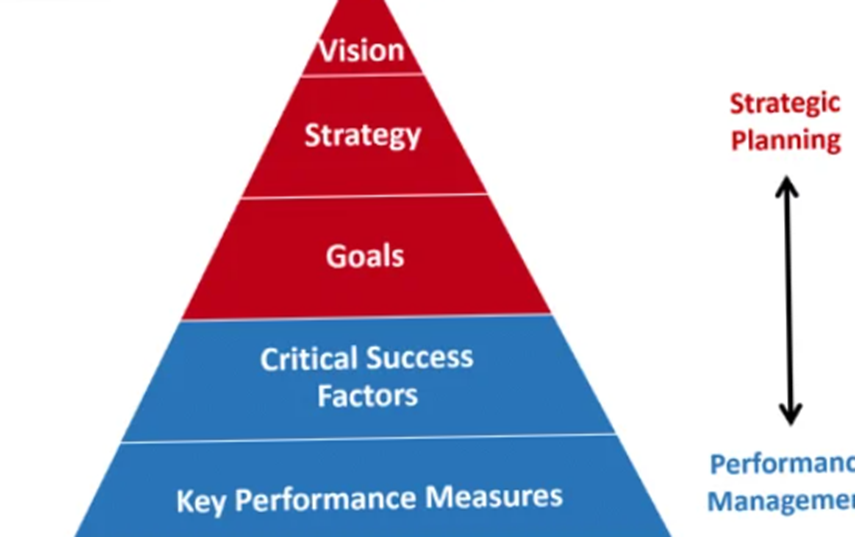 Vision
Strategy
Goals
Critical Success
Factors
Key Performance Measures
Strategic
Planning
Performanc
Managemen